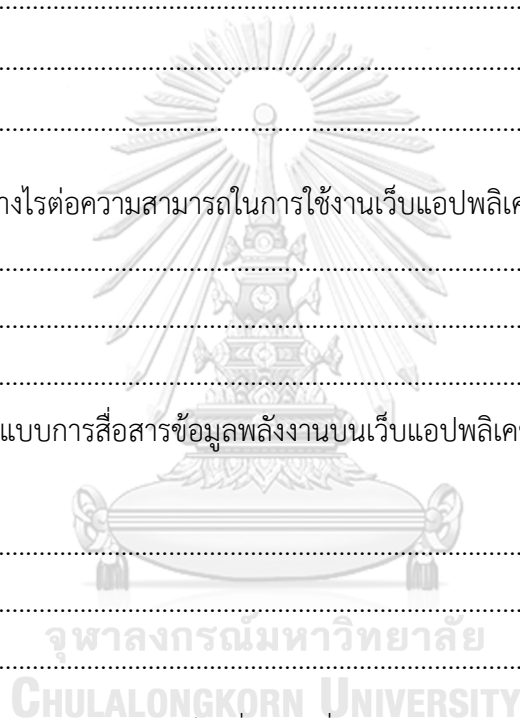 ................................................................
................................................................
................................................................
างไรต่อความสามารถในการใช้งานเว็บแอปพลิเค
................................................................
................................................................
................................................................
แบบการสื่อสารข้อมูลพลังงานบนเว็บแอปพลิเค
................................................................
................................................................
จุฬาลงกรณ์มหาวิทยาลัย
................................................................
CHULALONGKORN UNIVERSITY